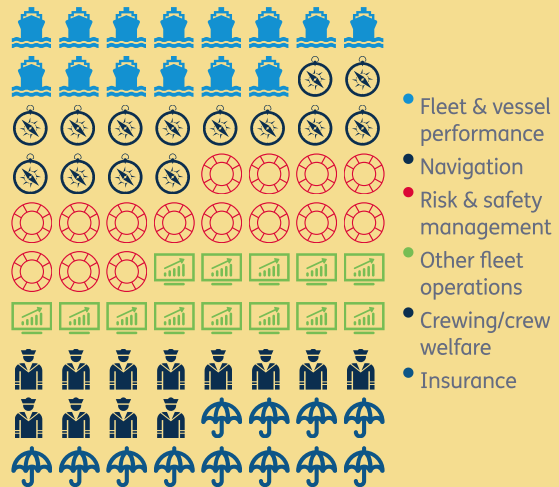 Fleet & vessel
performance
Navigation
Risk & safety
management
Other fleet
operations
Crewing/crew
welfare
Insurance